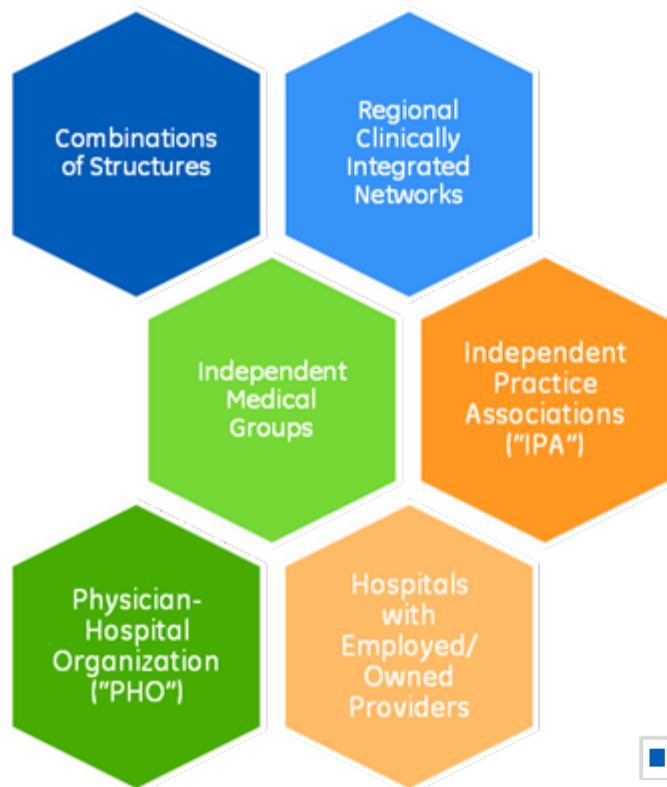 Combinations
of Structures
Regional
Clinically
Integrated
Networks
Independent
Medical
Groups
Independent
Practice
Associations
("IPA")
Physician-
Hospital
Organization
("PHO")
Hospitals
with
Employed/
Owned
Providers